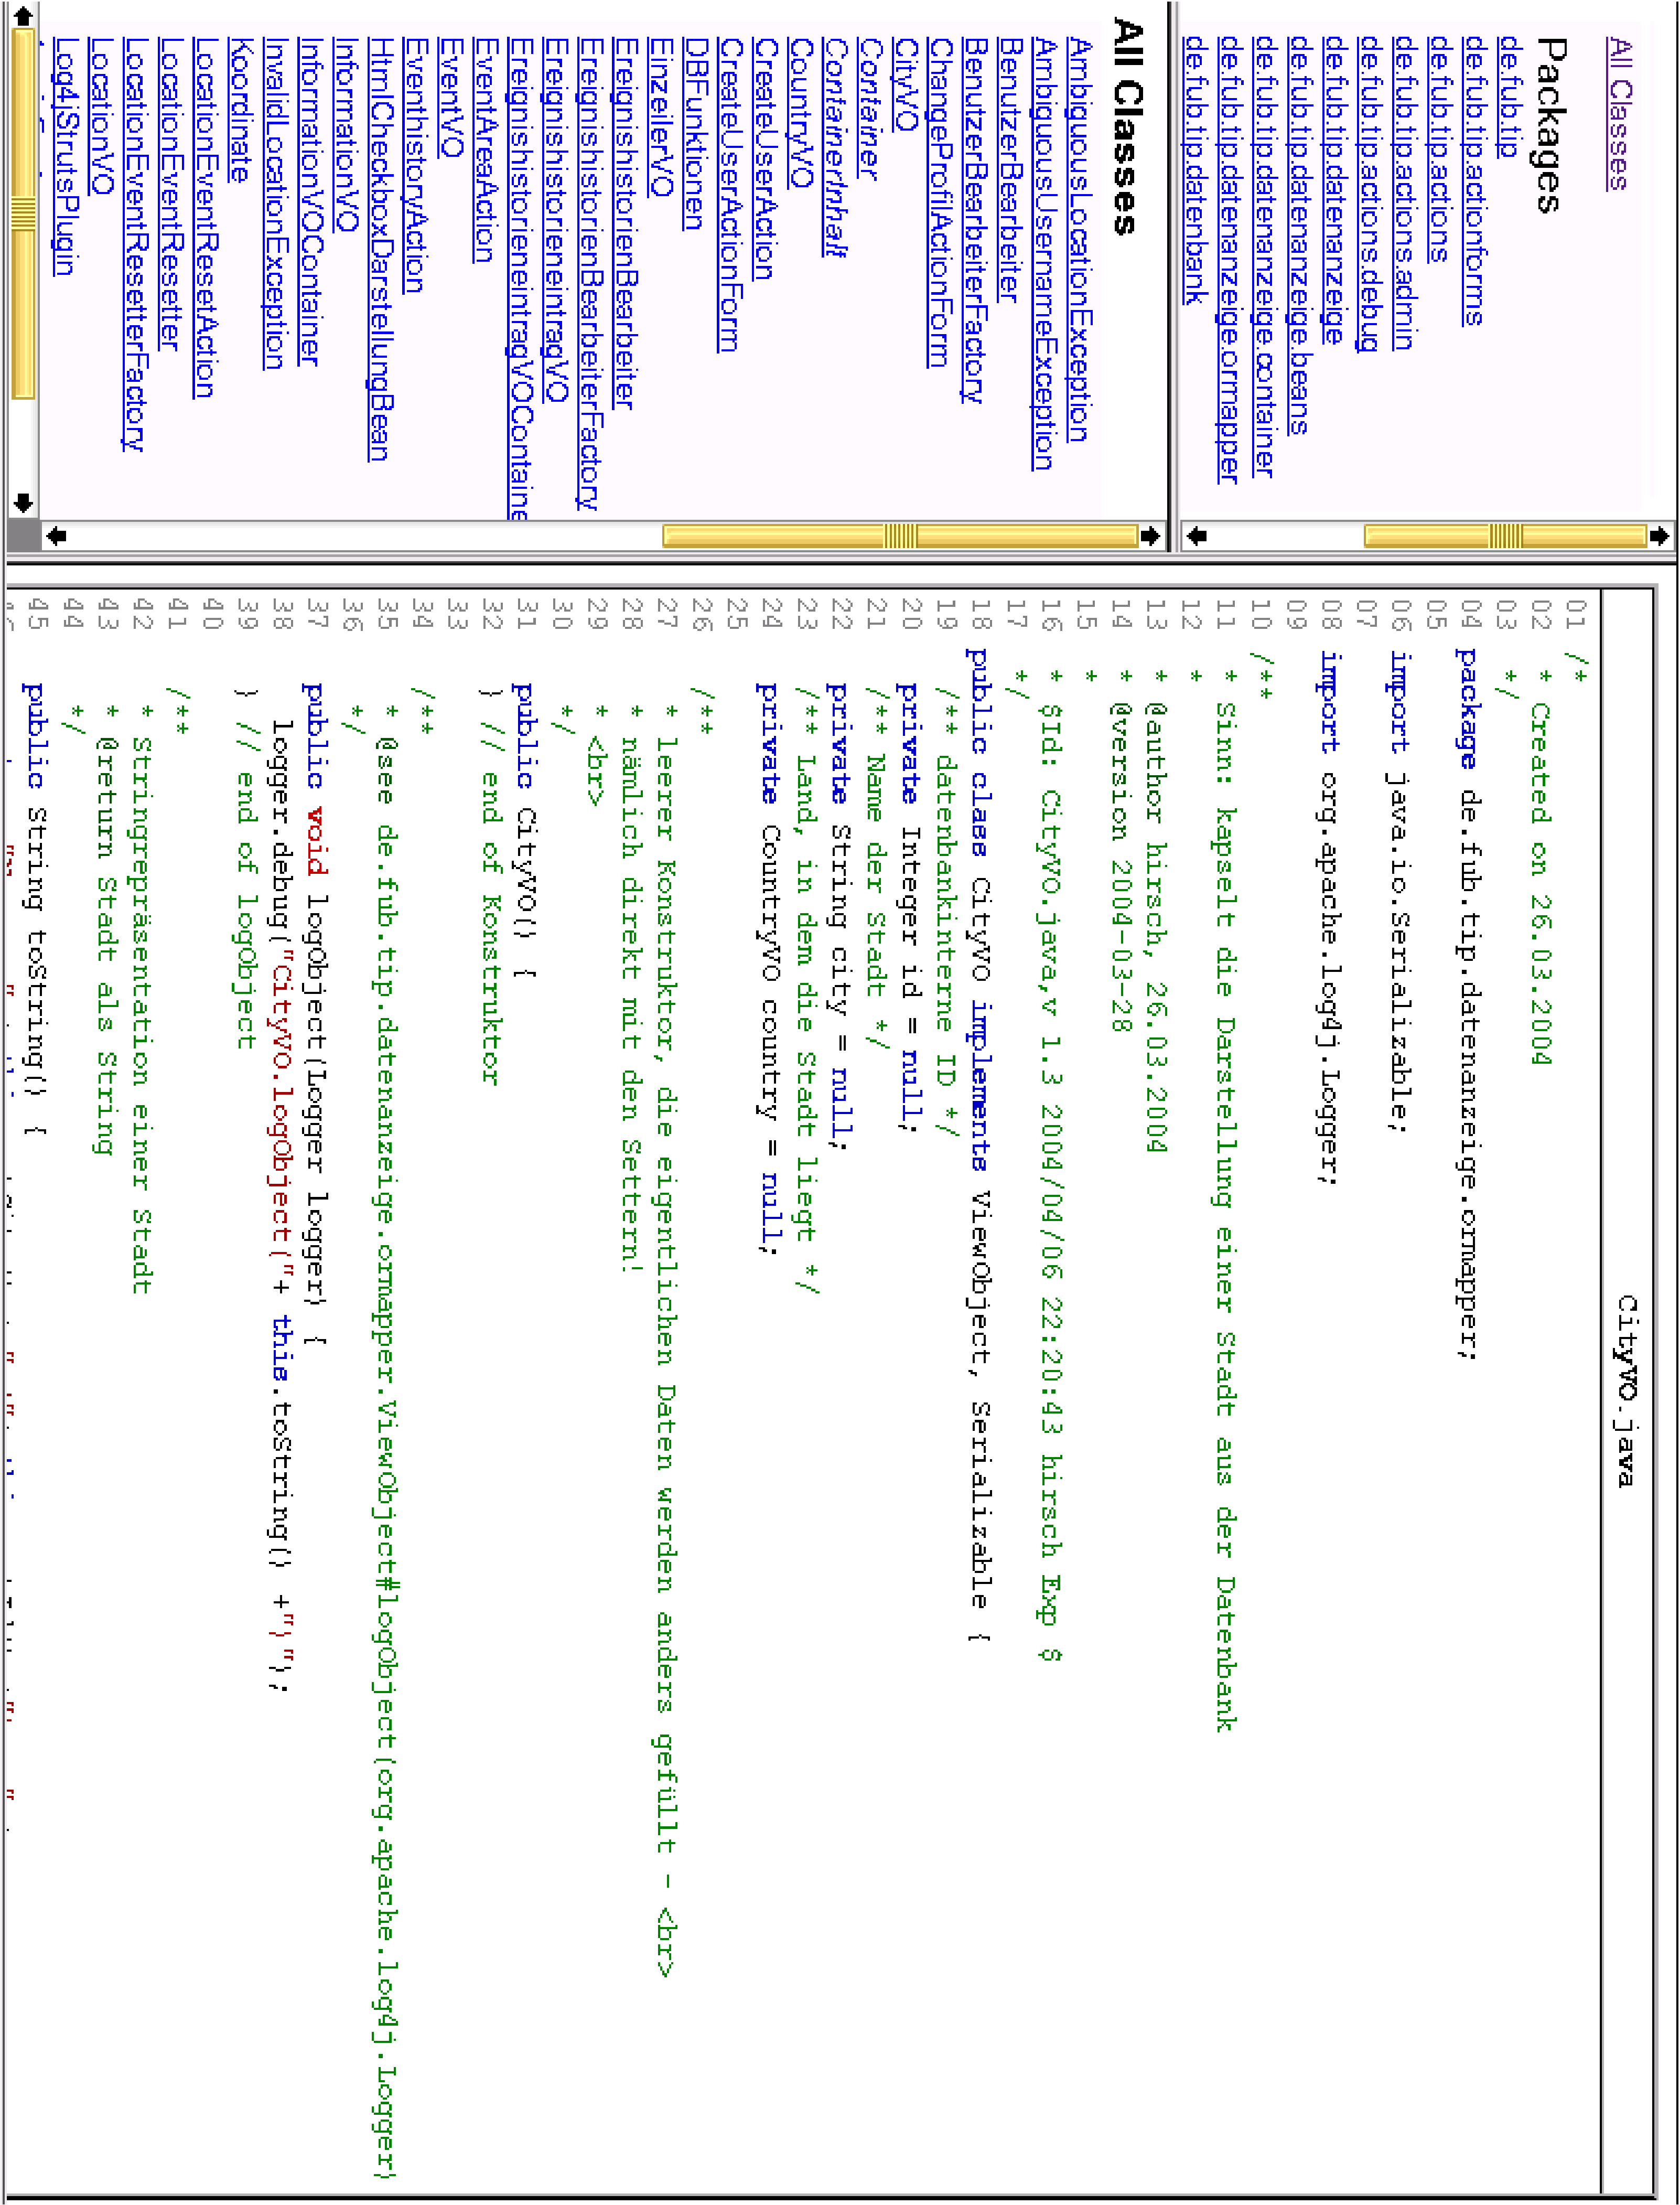 All Classes
Packages
de.fub.tip
de.fub.tip.actionforms
de.fub.tip.actions
de.fub.tip.actions.admin
de.fub.tip.actions.debug
de.fub.tip.datenanzeige
de.fub.tip.datenanzeige.beans
de.fub.tip.datenanzeige.container
de.fub.tip.datenanzeige.ormapper
de.fub.tip.datenbank
All Classes
AmbiguousLocationException
AmbiguousUsernameException
BenutzerBearbeiter
BenutzerBearbeiterFactory
ChangeProfilActionForm
CityVO
Container
ContainerInhalt
CountryVO
CreateUserAction
CreateUserActionForm
DBFunktionen
EinzeilerVO
EreignishistorienBearbeiter
EreignishistorienBearbeiterFactory
EreignishistorieneintragVO
EreignishistorieneintragVOContaine
EventAreaAction
EventVO
EventhistoryAction
HtmlCheckboxDarstellungBean
InformationVO
InformationVOContainer
InvalidLocationException
Koordinate
LocationEventResetAction
LocationEventResetter
LocationEventResetterFactory
LocationVO
Log4jStrutsPlugin
CityVO.java
01 /*
02  * Created on 26.03.2004
03  */
04 package de.fub.tip.datenanzeige.ormapper;
05
06 import java.io.Serializable;
07
08 import org.apache.log4j.Logger;
09
10 /**
11  * Sinn: kapselt die Darstellung einer Stadt aus der Datenbank
12  *
13  * @author hirsch, 26.03.2004
14  * @version 2004-03-28
15  *
16  * $Id: CityVO.java,v 1.3 2004/04/06 22:20:43 hirsch Exp $
17  */
18 public class CityVO implements ViewObject, Serializable {
19   /** datenbankinterne ID */
20   private Integer id = null;
21   /** Name der Stadt */
22   private String city = null;
23   /** Land, in dem die Stadt liegt */
24   private CountryVO country = null;
25
26   /**
27    * leerer Konstruktor, die eigentlichen Daten werden anders gefüllt - <br>
28    * nämlich direkt mit den Settern!
29    * <br>
30    */
31   public CityVO() {
32   } // end of Konstruktor
33
34   /**
35    * @see de.fub.tip.datenanzeige.ormapper.ViewObject#logObject(org.apache.log4j.Logger)
36    */
37   public void logObject(Logger logger) {
38     logger.debug("CityVO.logObject("+ this.toString() +")");
39   } // end of logObject
40
41   /**
42    * Stringrepräsentation einer Stadt
43    * @return Stadt als String
44    */
45   public String toString() {